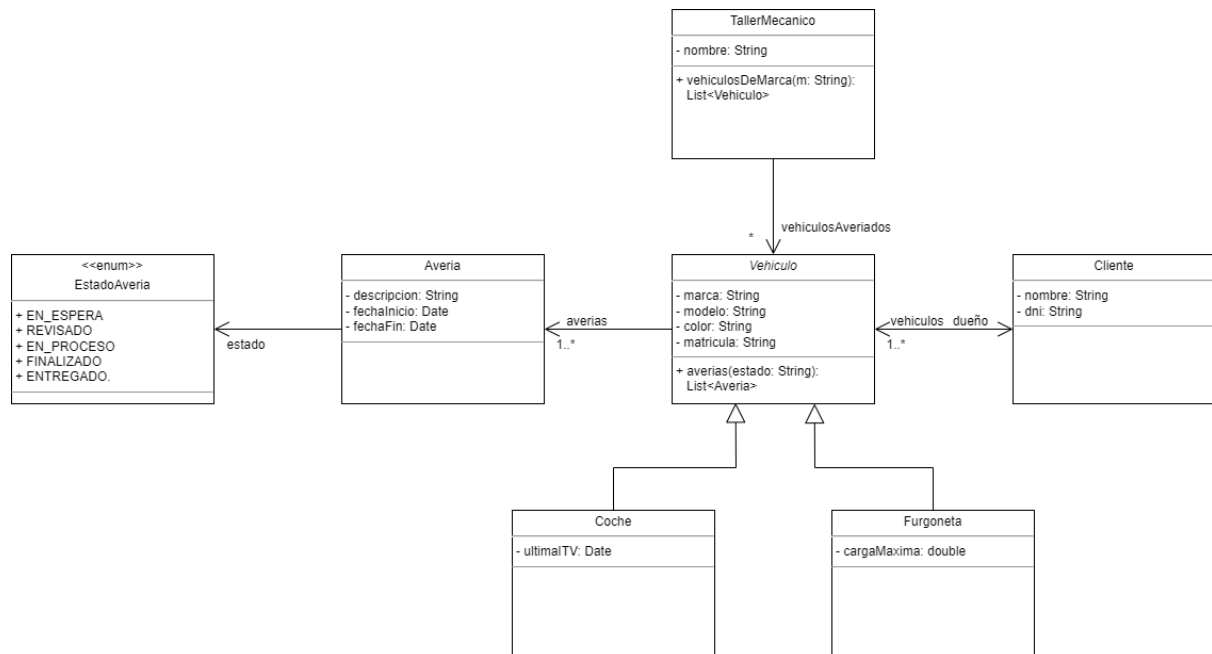 TallerMecanico
- nombre: String
+ vehiculosDeMarca(m: String):
List<Vehiculo>
vehiculosAveriados
*
<<enum>>
EstadoAveria
+ EN_ESPERA
+ REVISADO
+ EN_PROCESO
+ FINALIZADO
+ ENTREGADO.
estado
Averia
- descripcion: String
- fechaInicio: Date
- fechaFin: Date
averias
1..*
Vehiculo
- marca: String
- modelo: String
- color: String
- matricula: String
+ averias(estado: String):
List<Averia>
vehiculos dueño
1..*
Cliente
- nombre: String
- dni: String
Coche
- ultimaITV: Date
Furgoneta
- cargaMaxima: double